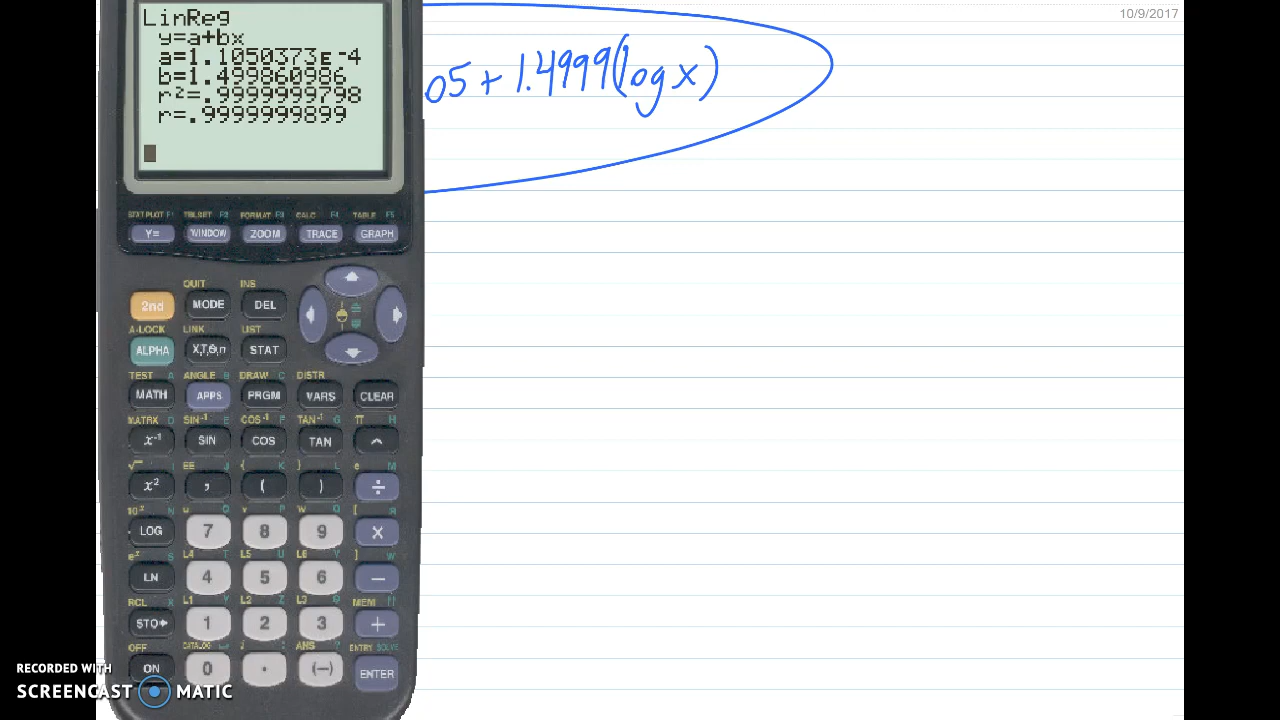 10/9/2017
LinReg
y=a+bx
a=1.1050373ᴇ-4
b=1.499860986
r²=.9999999798
r=.9999999899
05 + 1.4999(log x)
STAT PLOT F1 TBLSET F2 FORMAT F3 CALC F4 TABLE F5
Y= WINDOW ZOOM TRACE GRAPH
QUIT INS
2nd MODE DEL
A-LOCK LINK LIST
ALPHA X,T,θ,n STAT
TEST A ANGLE B DRAW C DISTR
MATH APPS PRGM VARS CLEAR
MATRX D SIN-1 E COS-1 F TAN-1 G π H
x-1 SIN COS TAN ^
√ I EE J { K } L e M
x² , ( ) ÷
10x N u O v P w Q [ R
LOG 7 8 9 ×
ex S L4 T L5 U L6 V ] W
LN 4 5 6 −
RCL X L1 Y L2 Z L3 θ MEM "
STO➔ 1 2 3 +
OFF i : ANS ? ENTRY SOLVE
ON 0 . (−) ENTER
RECORDED WITH
SCREENCAST MATIC